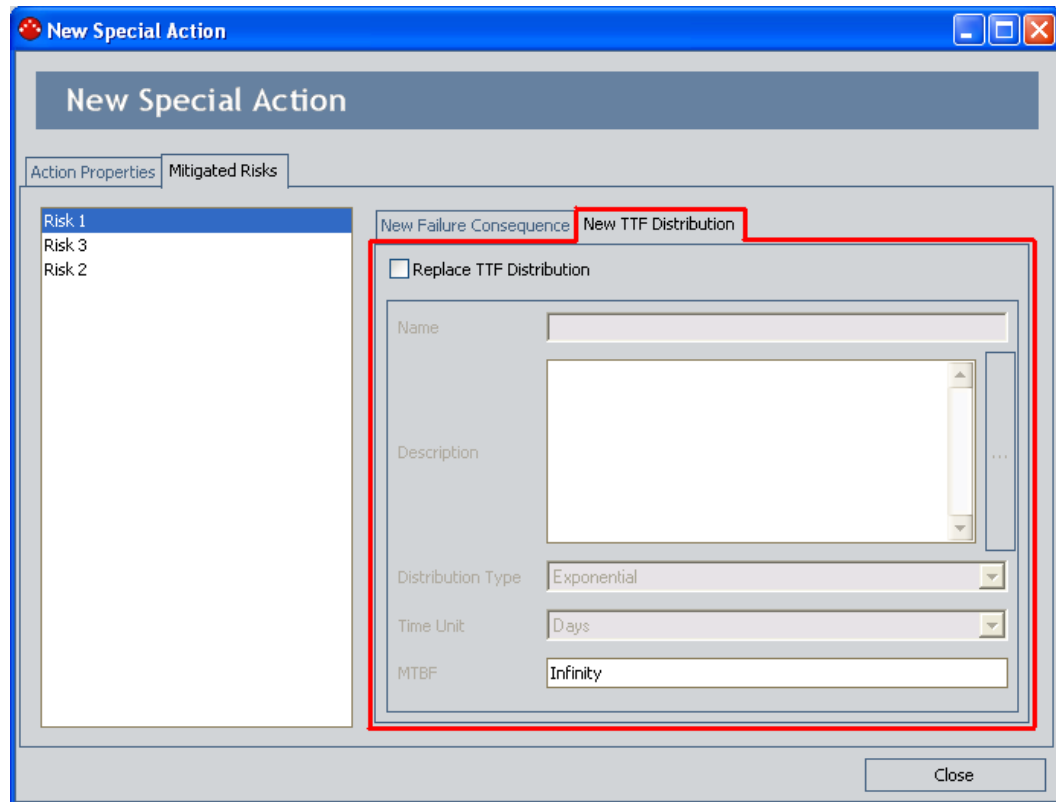 New Special Action
New Special Action
Action Properties
Mitigated Risks
Risk 1
Risk 3
Risk 2
New Failure Consequence
New TTF Distribution
Replace TTF Distribution
Name
Description
...
Distribution Type
Exponential
Time Unit
Days
MTBF
Infinity
Close